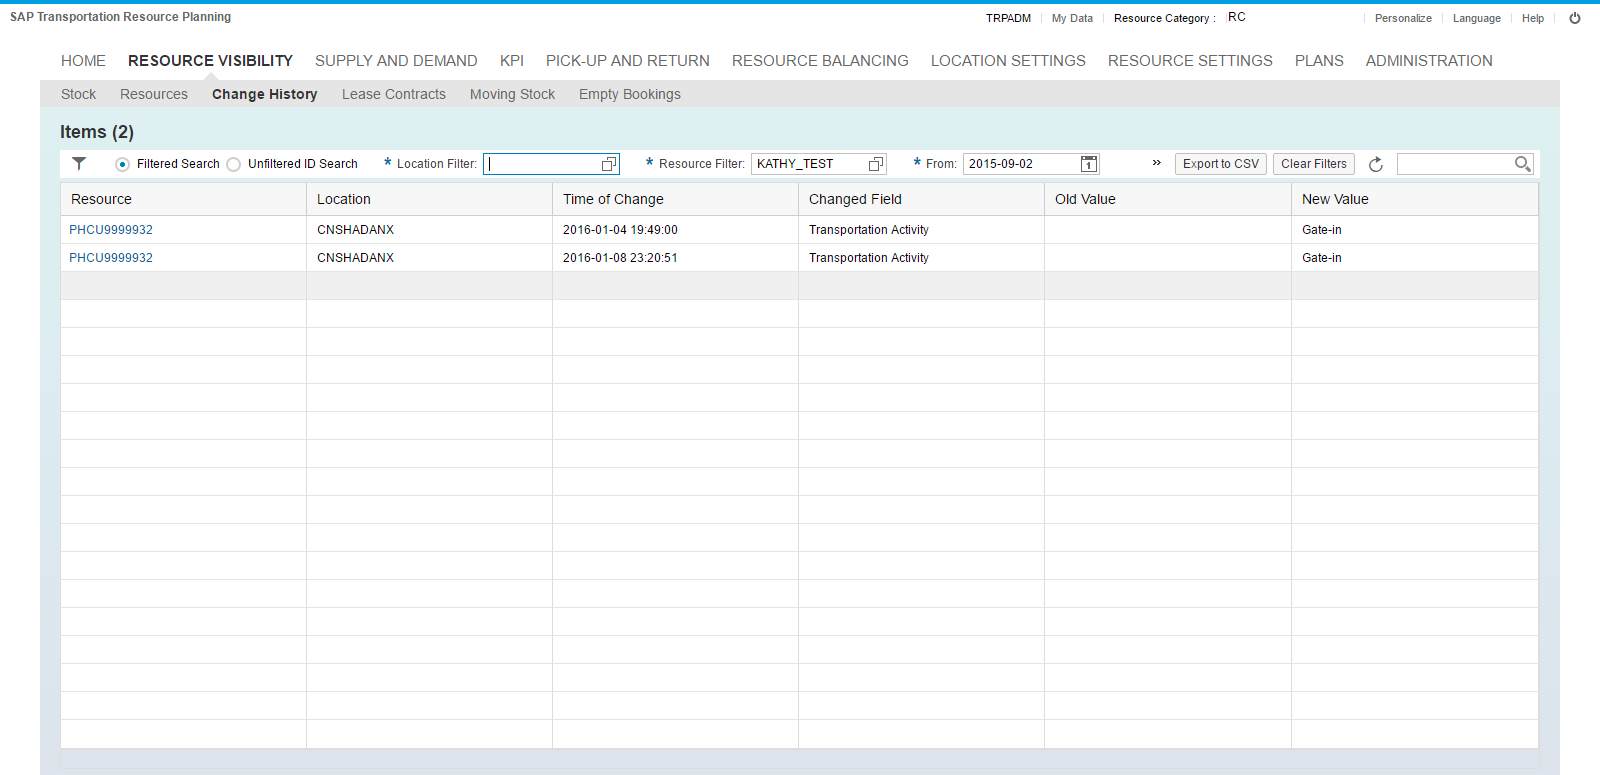 SAP Transportation Resource Planning
TRPADM My Data Resource Category : RC Personalize Language Help
HOME RESOURCE VISIBILITY SUPPLY AND DEMAND KPI PICK-UP AND RETURN RESOURCE BALANCING LOCATION SETTINGS RESOURCE SETTINGS PLANS ADMINISTRATION
Stock Resources Change History Lease Contracts Moving Stock Empty Bookings
Items (2)
Filtered Search Unfiltered ID Search * Location Filter: * Resource Filter: KATHY_TEST * From: 2015-09-02 1 » Export to CSV Clear Filters
Resource Location Time of Change Changed Field Old Value New Value
PHCU9999932 CNSHADANX 2016-01-04 19:49:00 Transportation Activity Gate-in
PHCU9999932 CNSHADANX 2016-01-08 23:20:51 Transportation Activity Gate-in